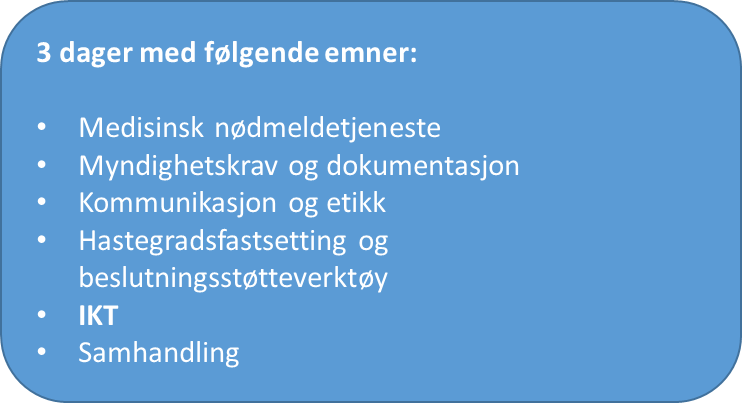 3 dager med følgende emner:
• Medisinsk nødmeldetjeneste
• Myndighetskrav og dokumentasjon
• Kommunikasjon og etikk
• Hastegradsfastsetting og
beslutningsstøtteverktøy
• IKT
• Samhandling